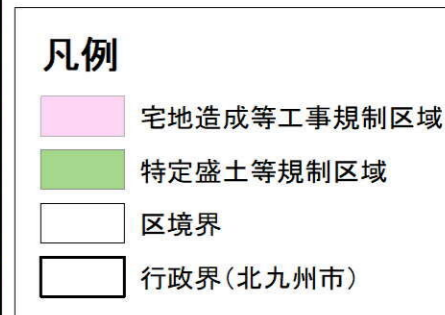 凡例
宅地造成等工事規制区域
特定盛土等規制区域
区境界
行政界(北九州市)